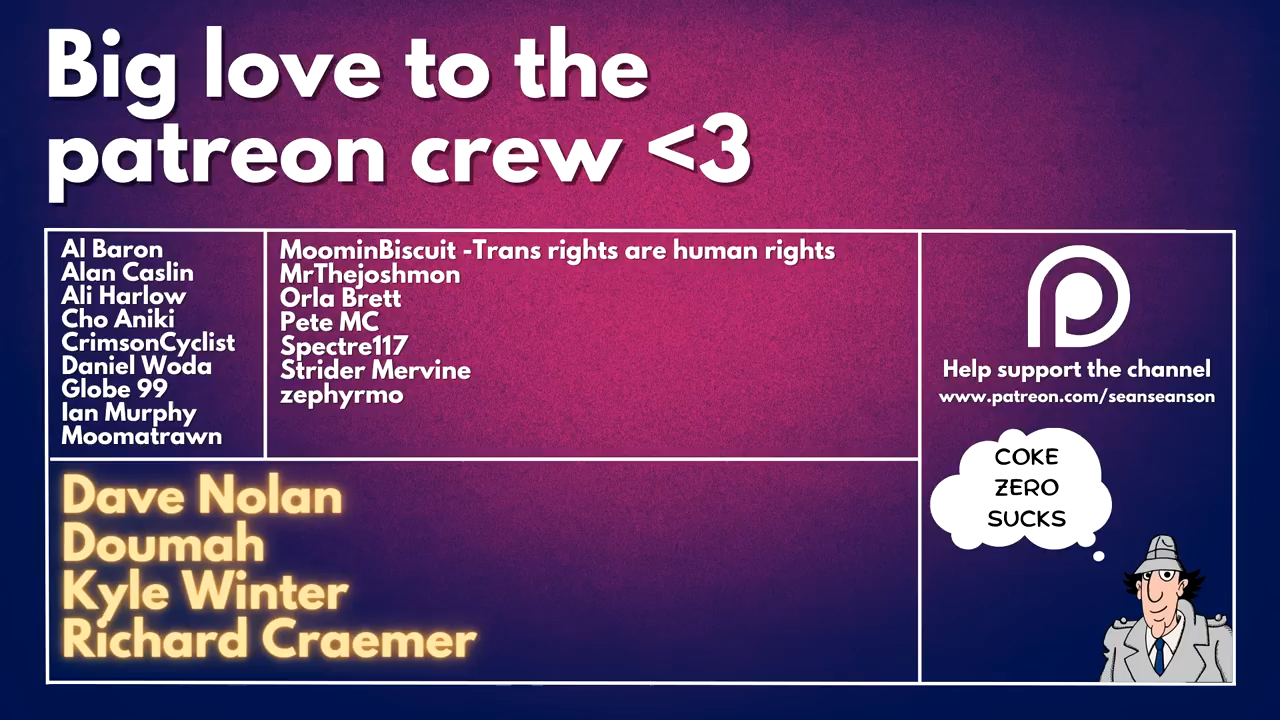 Big love to the
patreon crew <3
Al Baron
Alan Caslin
Ali Harlow
Cho Aniki
CrimsonCyclist
Daniel Woda
Globe 99
Ian Murphy
Moomatrawn
MoominBiscuit -Trans rights are human rights
MrThejoshmon
Orla Brett
Pete MC
Spectre117
Strider Mervine
zephyrmo
Dave Nolan
Doumah
Kyle Winter
Richard Craemer
Help support the channel
www.patreon.com/seanseanson
COKE
ZERO
SUCKS